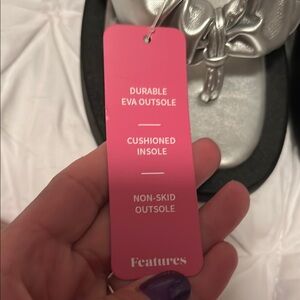 DURABLE
EVA OUTSOLE
CUSHIONED
INSOLE
NON-SKID
OUTSOLE
Features